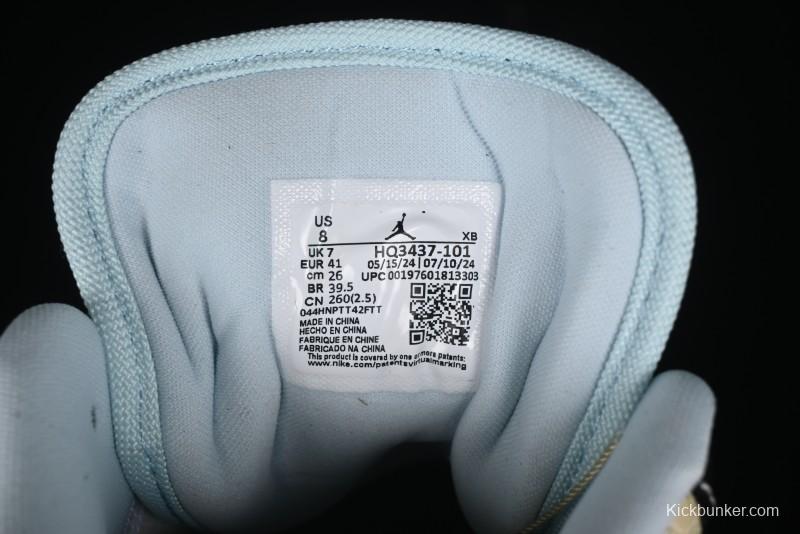 US
8
XB
UK 7
HQ3437-101
EUR 41
05/15/24 | 07/10/24
cm 26
UPC 00197601813303
BR 39.5
CN 260(2.5)
044HNPTT42FTT
MADE IN CHINA
HECHO EN CHINA
FABRIQUE EN CHINE
FABRICADO NA CHINA
This product is covered by one or more patents:
www.nike.com/patentsvirtualmarking
Kickbunker.com